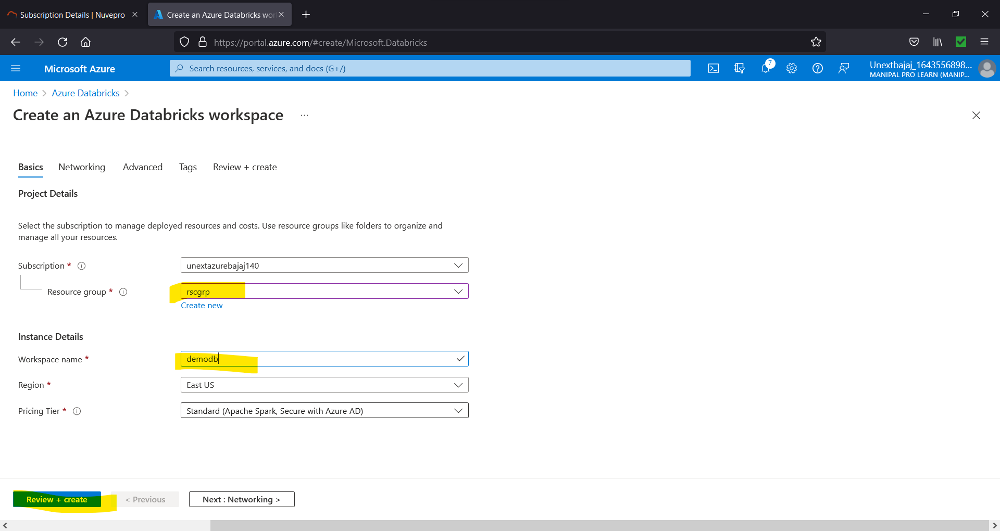 Subscription Details | Nuvepro
Create an Azure Databricks wor
https://portal.azure.com/#create/Microsoft.Databricks
Microsoft Azure
Search resources, services, and docs (G+/)
7
Unextbajaj_1643556898...
MANIPAL PRO LEARN (MANIP...
Home > Azure Databricks >
Create an Azure Databricks workspace ...
Basics Networking Advanced Tags Review + create
Project Details
Select the subscription to manage deployed resources and costs. Use resource groups like folders to organize and
manage all your resources.
Subscription * unextazurebajaj140
Resource group * rscgrp
Create new
Instance Details
Workspace name * demodb
Region * East US
Pricing Tier * Standard (Apache Spark, Secure with Azure AD)
Review + create < Previous Next : Networking >